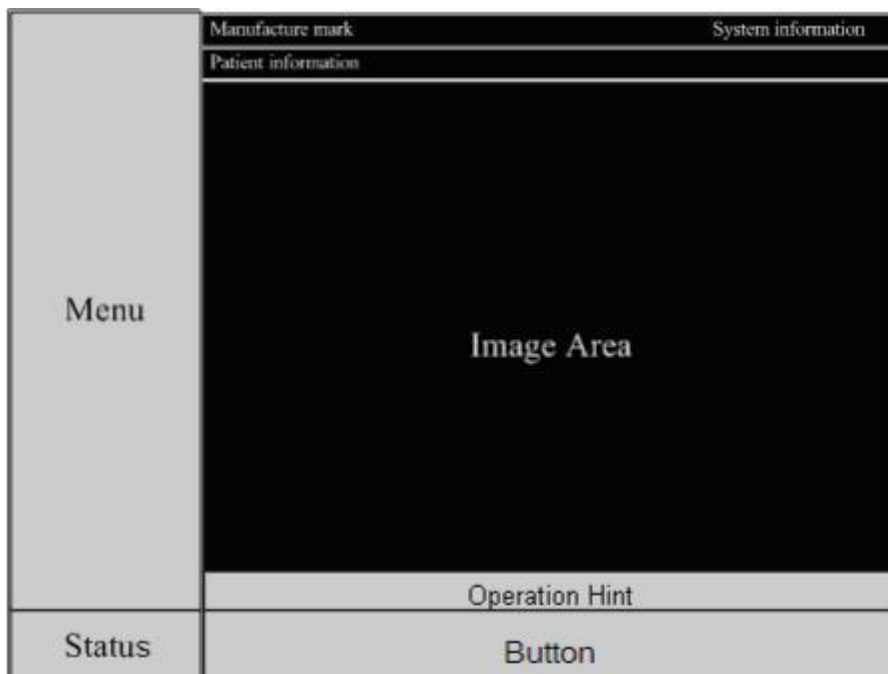 Manufacture mark System information
Patient information
Menu
Image Area
Operation Hint
Status Button